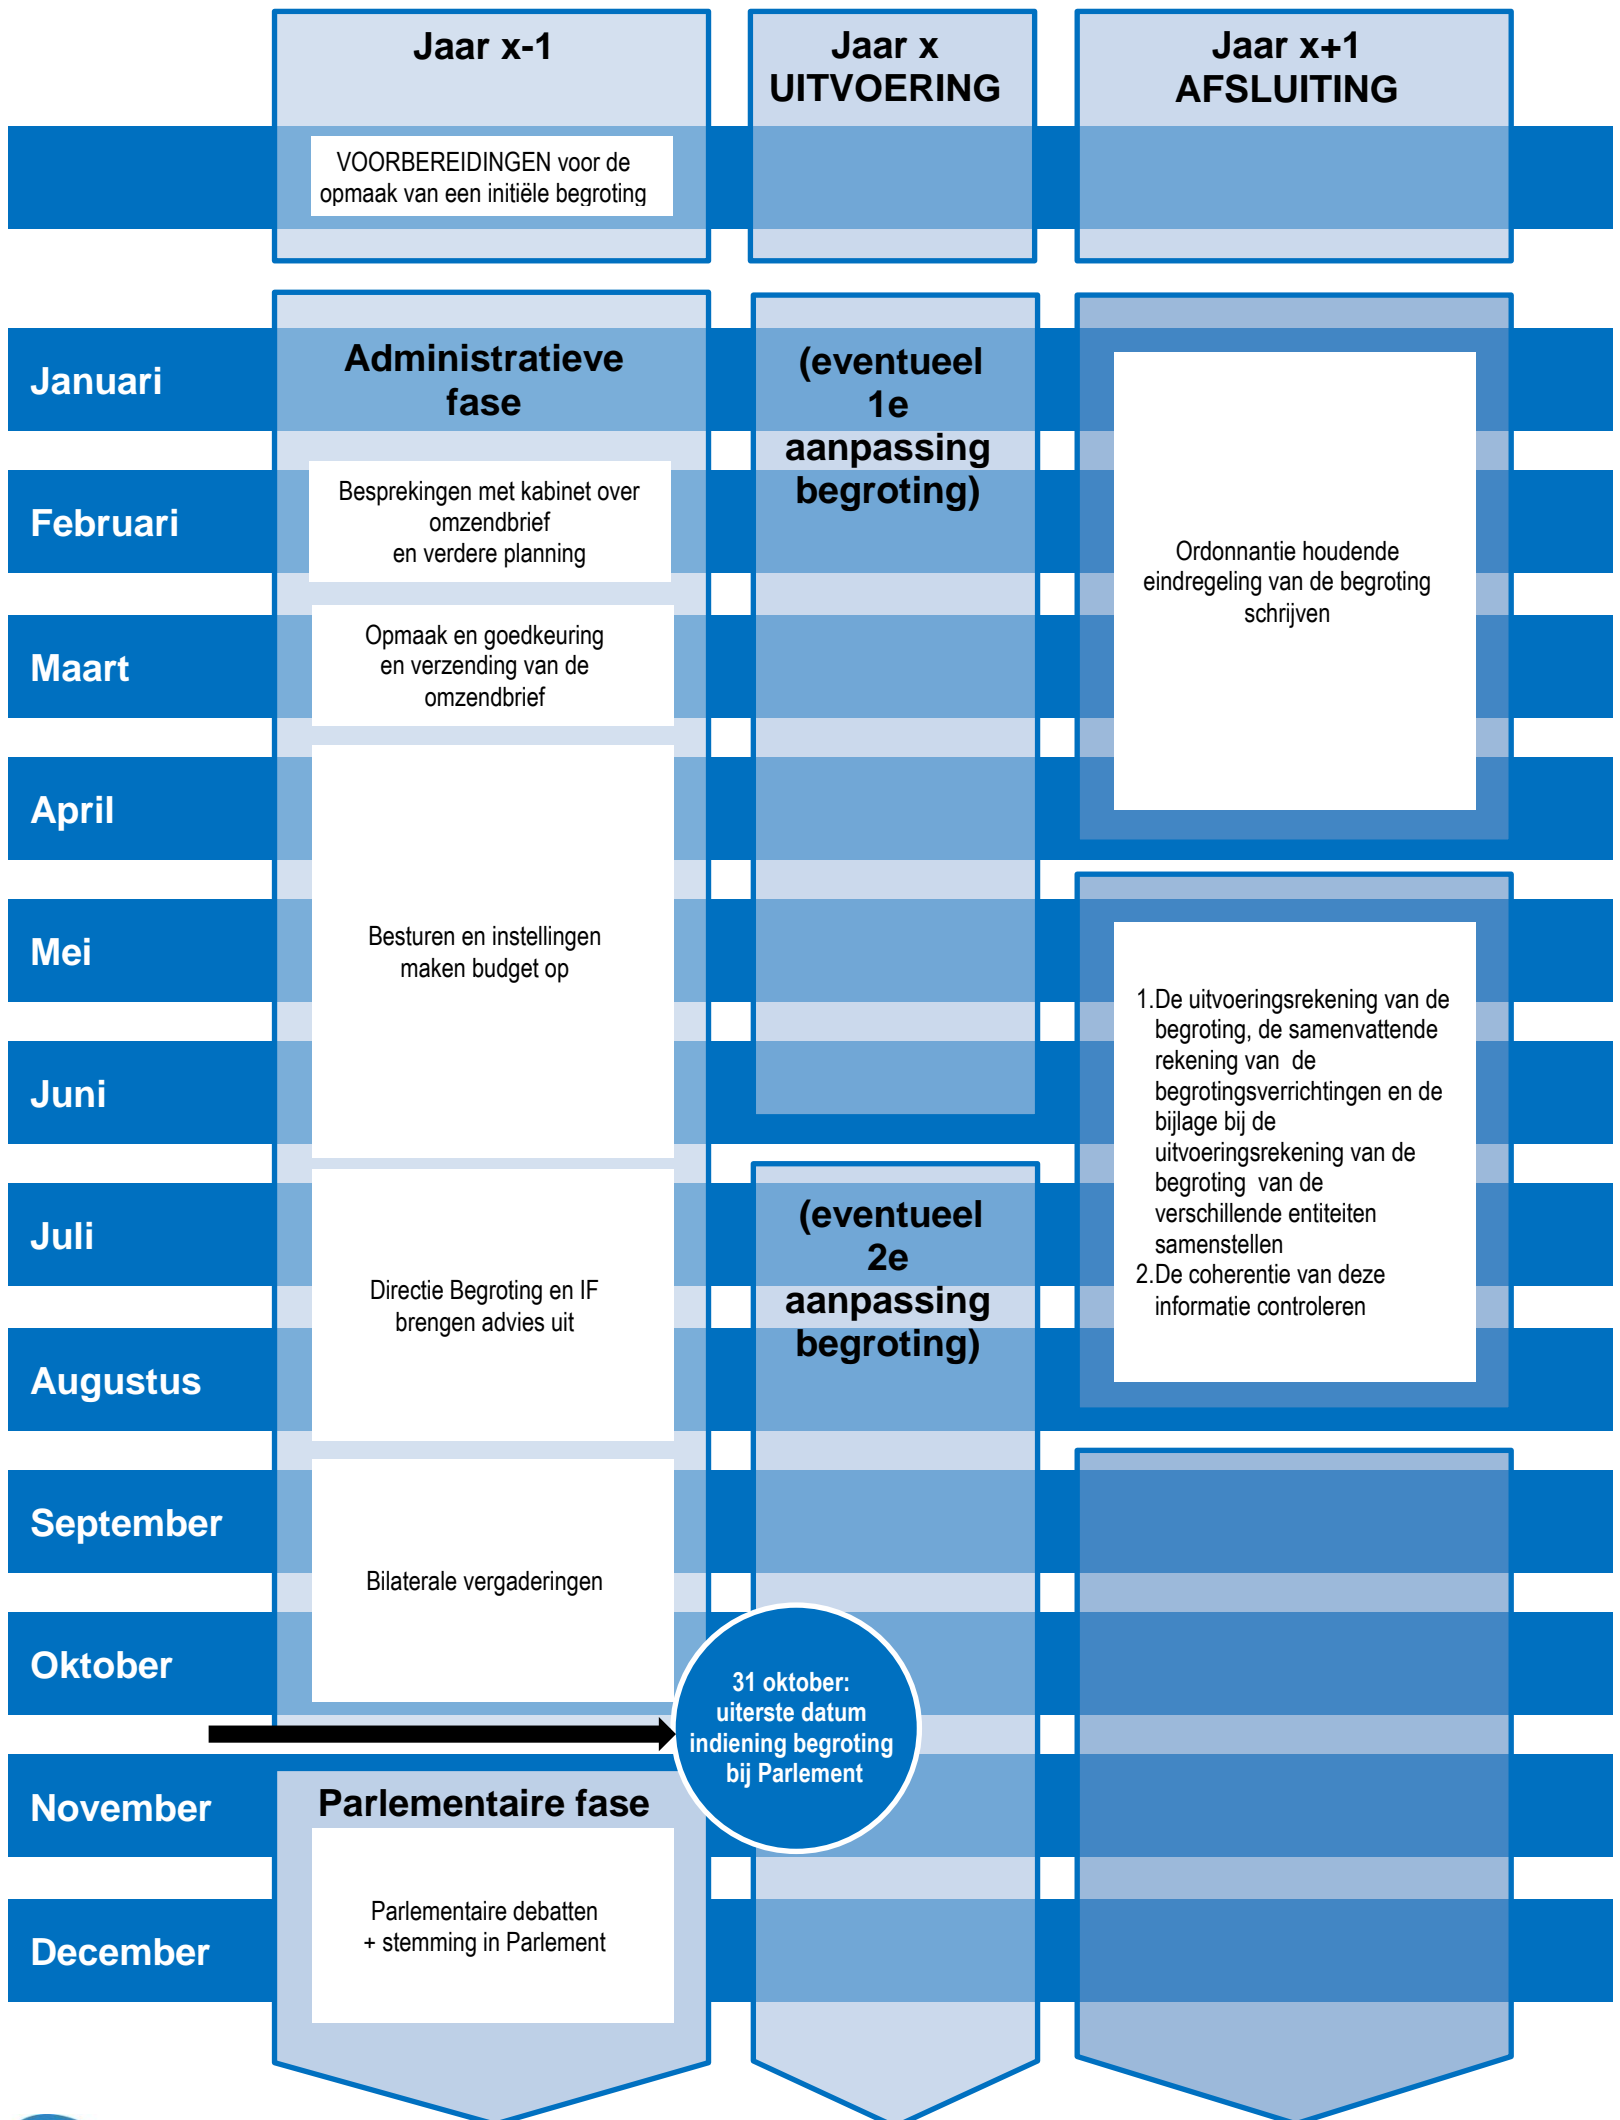 Jaar x-1
Jaar x
UITVOERING
Jaar x+1
AFSLUITING
VOORBEREIDINGEN voor de
opmaak van een initiële begroting
Januari
Februari
Maart
April
Mei
Juni
Juli
Augustus
September
Oktober
November
December
Administratieve
fase
Besprekingen met kabinet over
omzendbrief
en verdere planning
Opmaak en goedkeuring
en verzending van de
omzendbrief
Besturen en instellingen
maken budget op
Directie Begroting en IF
brengen advies uit
Bilaterale vergaderingen
31 oktober:
uiterste datum
indiening begroting
bij Parlement
Parlementaire fase
Parlementaire debatten
+ stemming in Parlement
(eventueel
1e
aanpassing
begroting)
(eventueel
2e
aanpassing
begroting)
Ordonnantie houdende
eindregeling van de begroting
schrijven
1.De uitvoeringsrekening van de
begroting, de samenvattende
rekening van  de
begrotingsverrichtingen en de
bijlage bij de
uitvoeringsrekening van de
begroting  van de
verschillende entiteiten
samenstellen
2.De coherentie van deze
informatie controleren